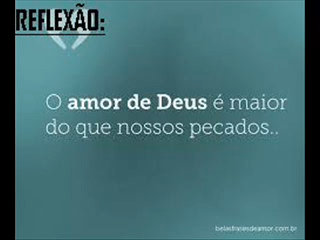 REFLEXÃO:
O amor de Deus é maior
do que nossos pecados..
belasfrasesdeamor.com.br